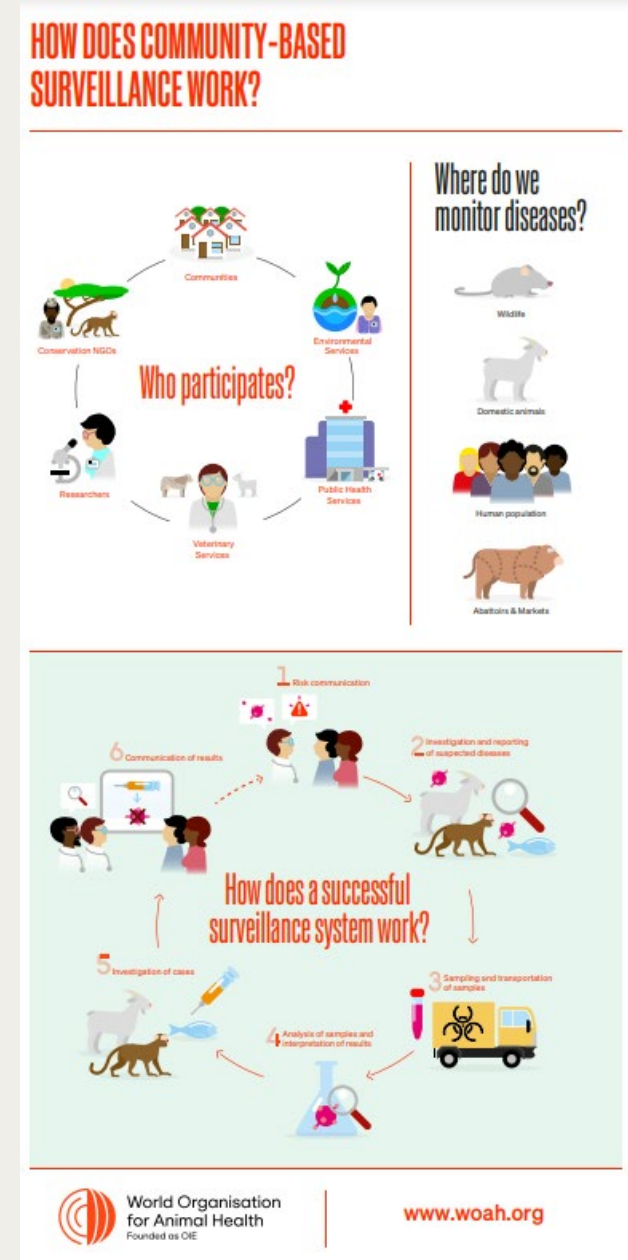 HOW DOES COMMUNITY-BASED
SURVEILLANCE WORK?
Who participates?
Communities
Environmental
Services
Public Health
Services
Veterinary
Services
Researchers
Conservation NGOs
Where do we
monitor diseases?
Wildlife
Domestic animals
Human population
Abattoirs & Markets
How does a successful
surveillance system work?
1 Risk communication
2 Investigation and reporting
of suspected diseases
3 Sampling and transportation
of samples
4 Analysis of samples and
interpretation of results
5 Investigation of cases
6 Communication of results
World Organisation
for Animal Health
Founded as OIE
www.woah.org